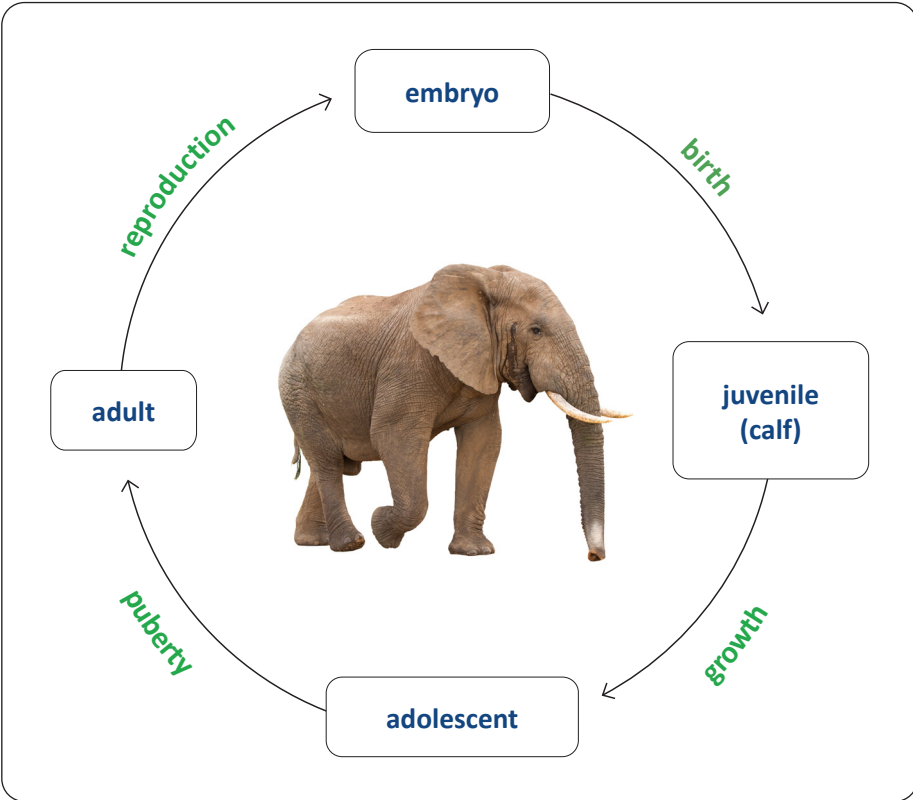 embryo
birth
juvenile
(calf)
growth
adolescent
puberty
adult
reproduction